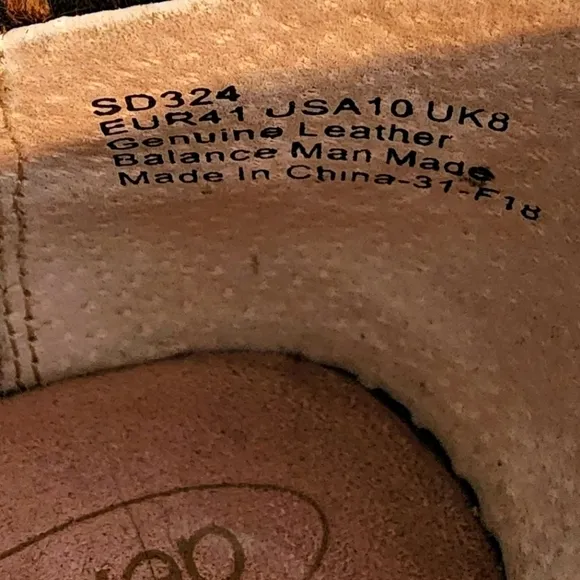 SD324
EUR41 USA10 UK8
Genuine Leather
Balance Man Made
Made In China-31-F18